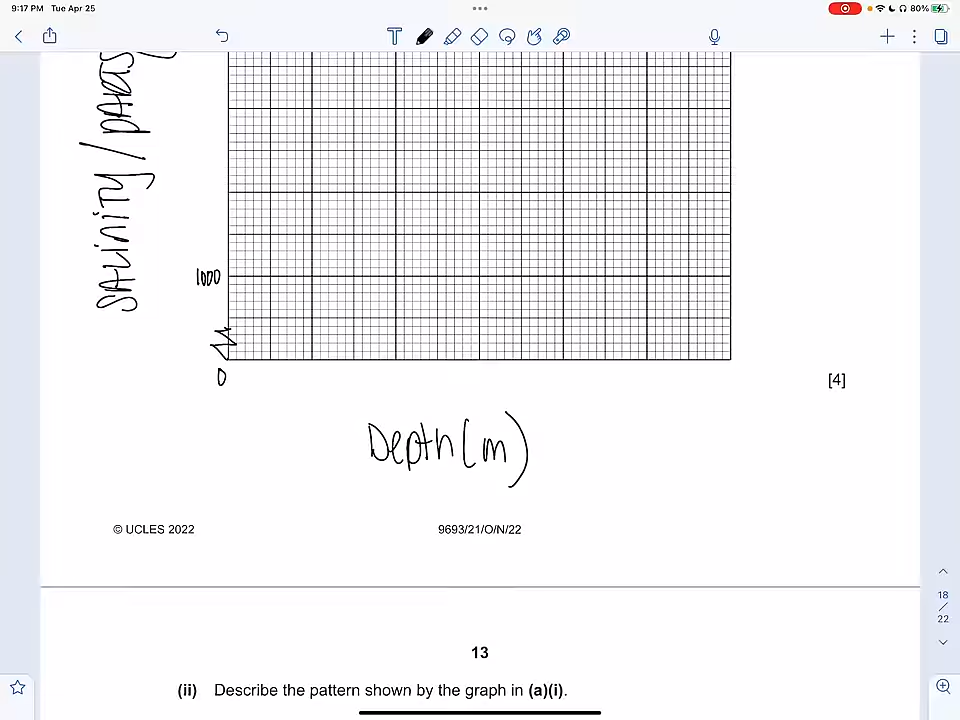 9:17 PM Tue Apr 25
80%
T
SALINITY / PARTS
1000
0
[4]
Depth (m)
© UCLES 2022
9693/21/O/N/22
18
/
22
13
(ii) Describe the pattern shown by the graph in (a)(i).